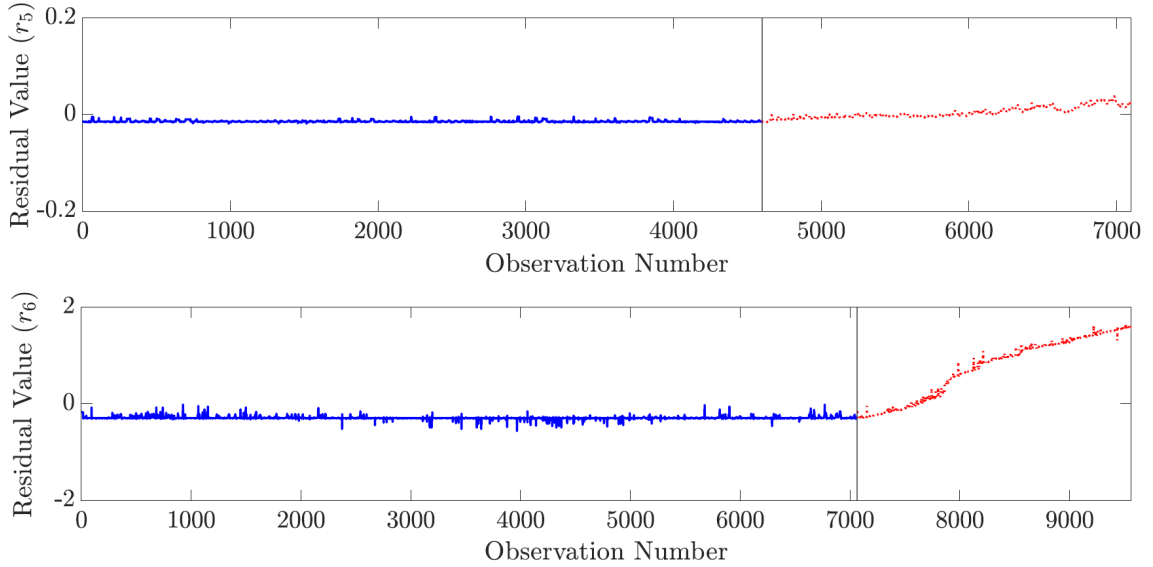 Residual Value (r₅)
0.2
0
-0.2
0 1000 2000 3000 4000 5000 6000 7000
Observation Number
Residual Value (r₆)
2
0
-2
0 1000 2000 3000 4000 5000 6000 7000 8000 9000
Observation Number